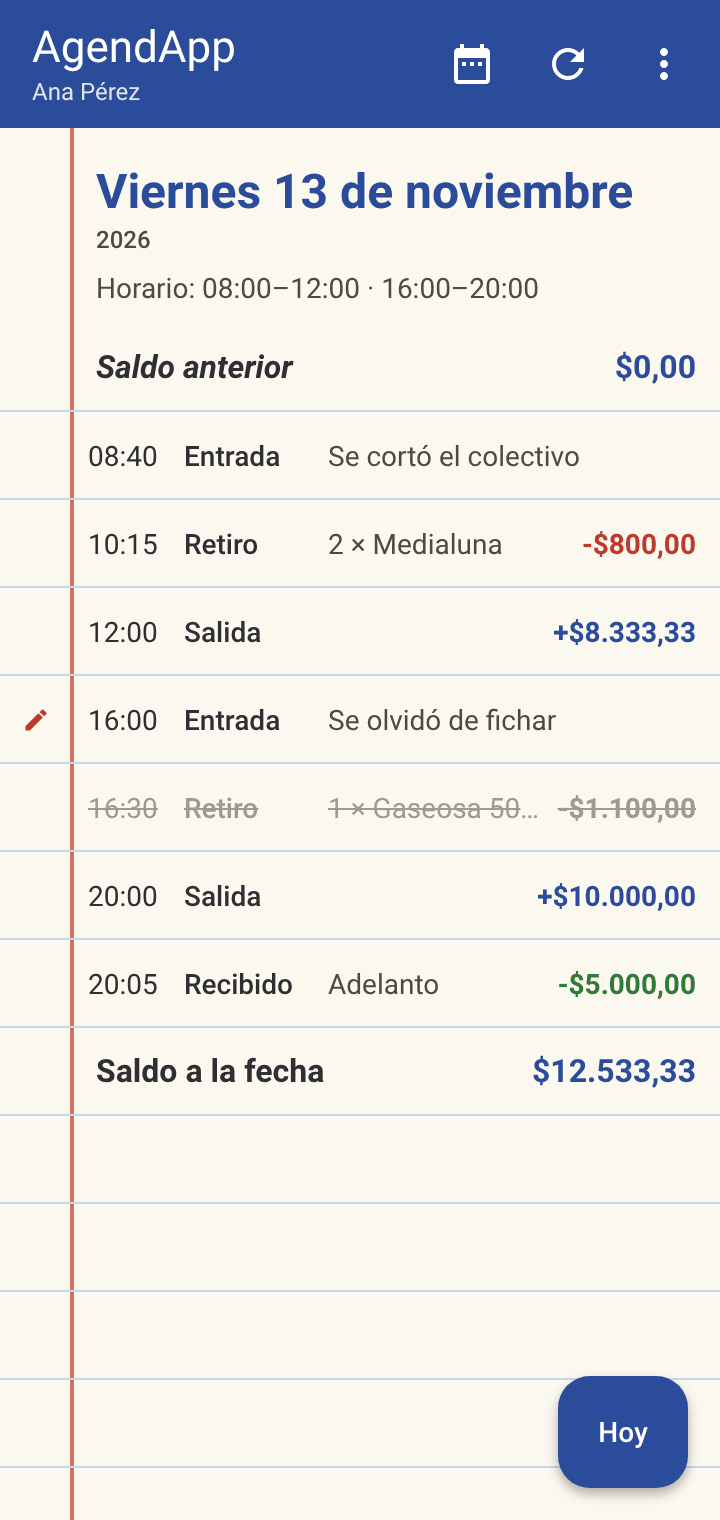 AgendApp
Ana Pérez
Viernes 13 de noviembre
2026
Horario: 08:00–12:00 · 16:00–20:00
Saldo anterior $0,00
08:40 Entrada Se cortó el colectivo
10:15 Retiro 2 × Medialuna -$800,00
12:00 Salida +$8.333,33
16:00 Entrada Se olvidó de fichar
16:30 Retiro 1 × Gaseosa 50… -$1.100,00
20:00 Salida +$10.000,00
20:05 Recibido Adelanto -$5.000,00
Saldo a la fecha $12.533,33
Hoy